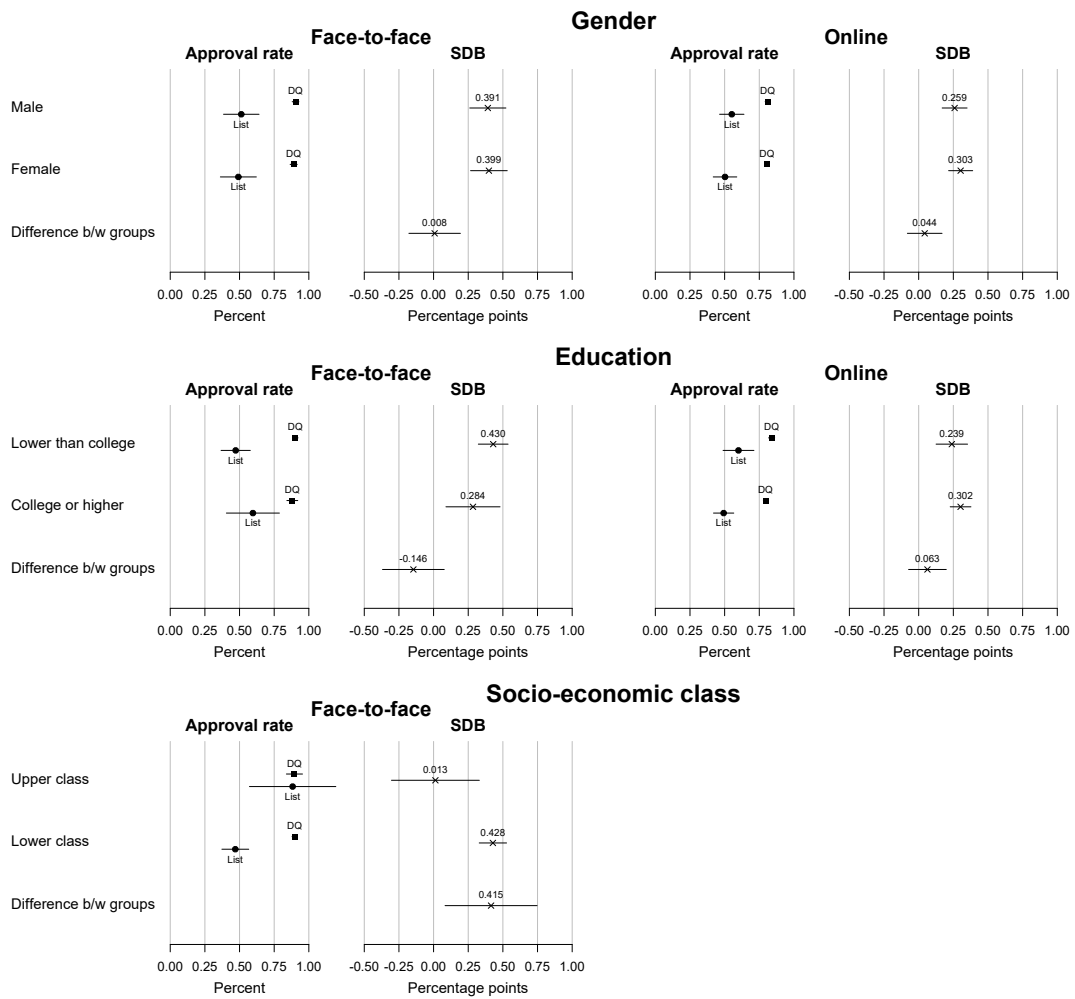 Gender
Face-to-face Online
Approval rate SDB Approval rate SDB
Male DQ List 0.391 DQ List 0.259
Female DQ List 0.399 DQ List 0.303
Difference b/w groups 0.008 0.044
0.00 0.25 0.50 0.75 1.00 -0.50 -0.25 0.00 0.25 0.50 0.75 1.00 0.00 0.25 0.50 0.75 1.00 -0.50 -0.25 0.00 0.25 0.50 0.75 1.00
Percent Percentage points Percent Percentage points
Education
Face-to-face Online
Approval rate SDB Approval rate SDB
Lower than college DQ List 0.430 DQ List 0.239
College or higher DQ List 0.284 DQ List 0.302
Difference b/w groups -0.146 0.063
0.00 0.25 0.50 0.75 1.00 -0.50 -0.25 0.00 0.25 0.50 0.75 1.00 0.00 0.25 0.50 0.75 1.00 -0.50 -0.25 0.00 0.25 0.50 0.75 1.00
Percent Percentage points Percent Percentage points
Socio-economic class
Face-to-face
Approval rate SDB
Upper class DQ List 0.013
Lower class DQ List 0.428
Difference b/w groups 0.415
0.00 0.25 0.50 0.75 1.00 -0.50 -0.25 0.00 0.25 0.50 0.75 1.00
Percent Percentage points